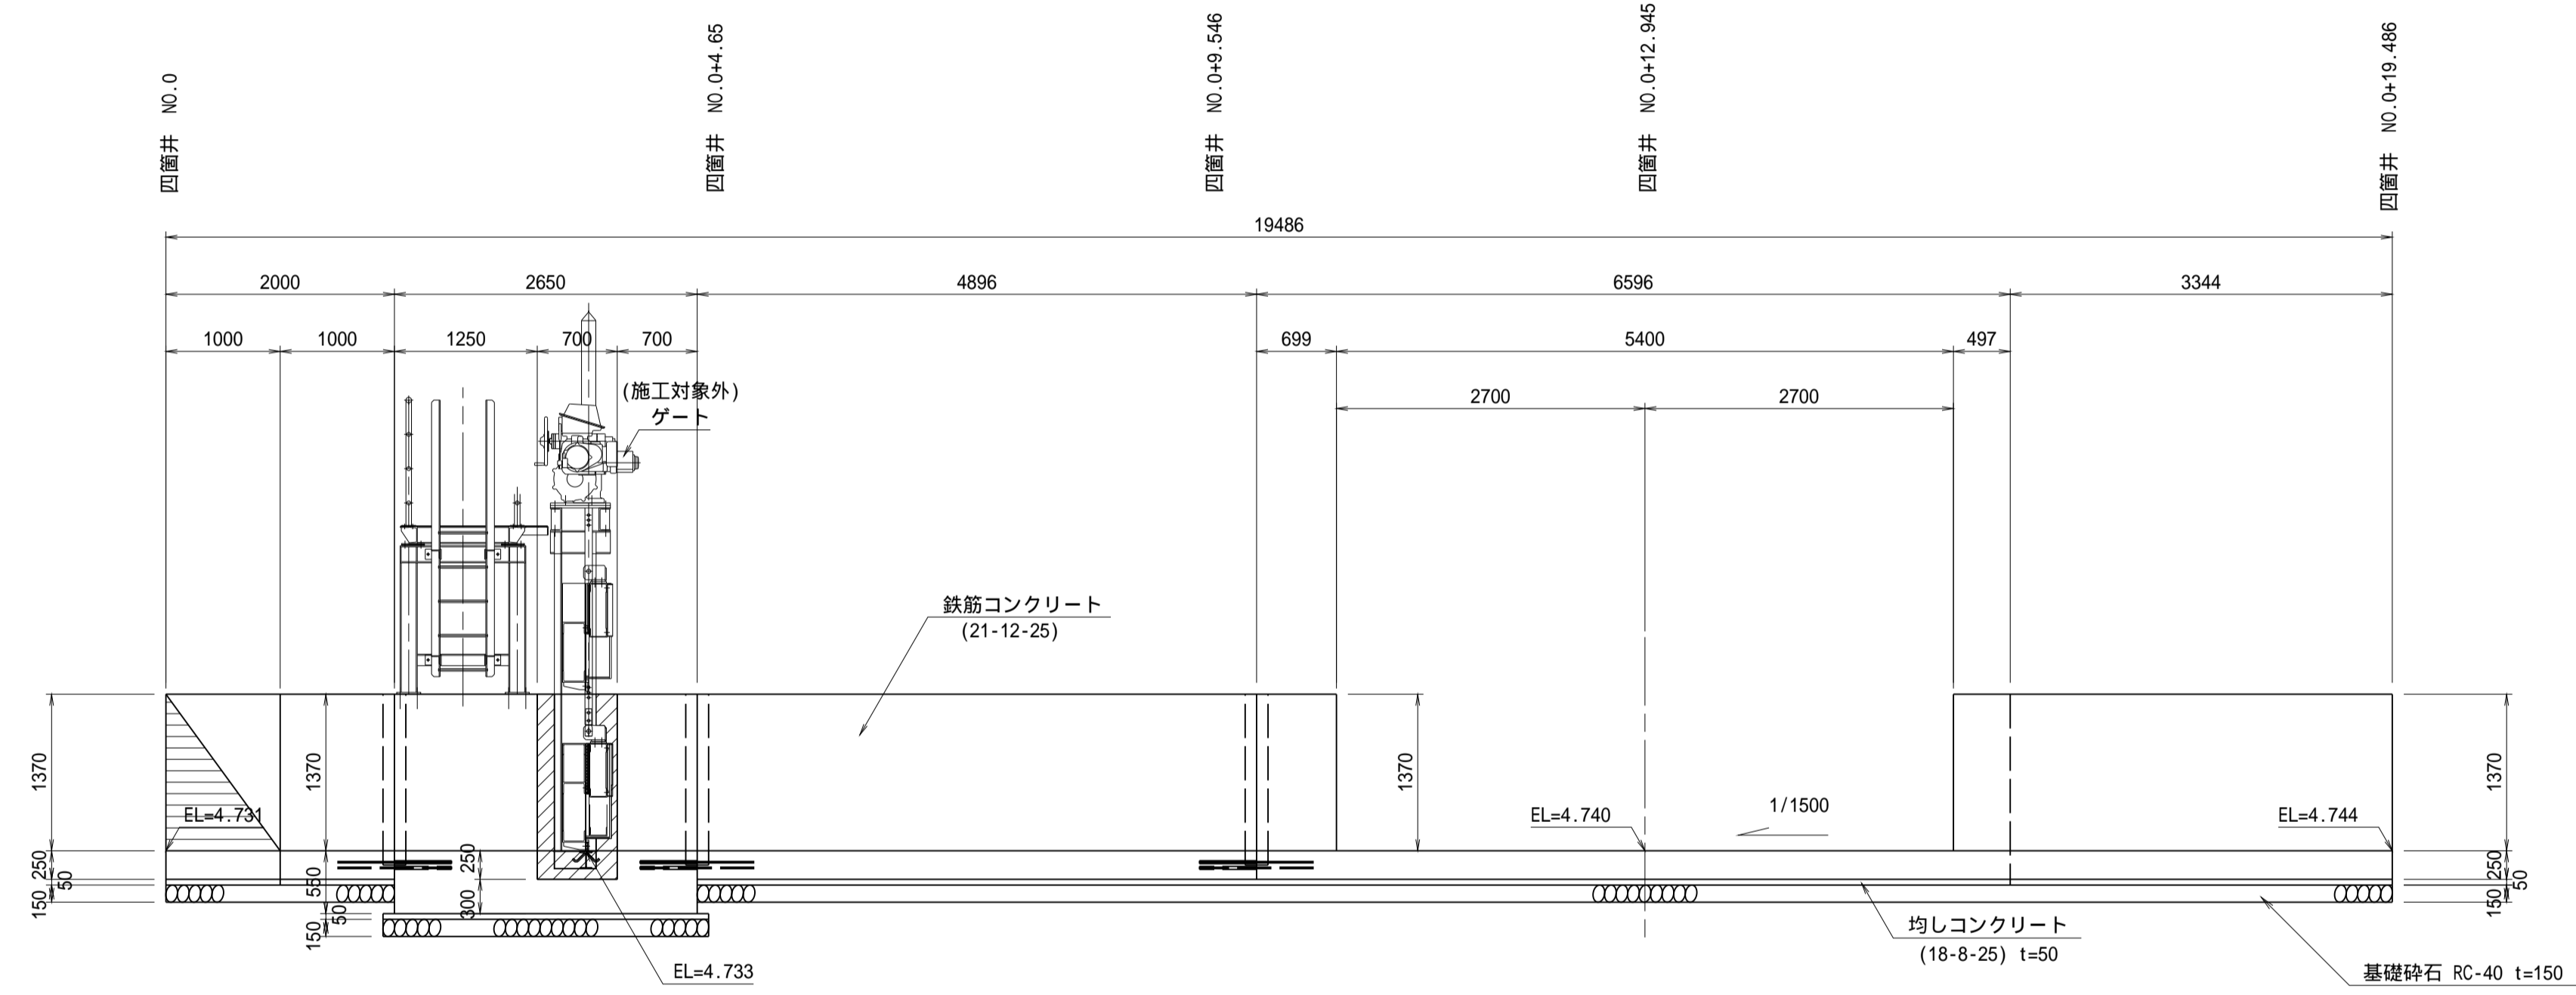 四箇井 NO.0
四箇井 NO.0+4.65
四箇井 NO.0+9.546
四箇井 NO.0+12.945
四箇井 NO.0+19.486
19486
2000
2650
4896
6596
3344
1000
1000
1250
700
700
699
5400
497
2700
2700
(施工対象外)
ゲート
鉄筋コンクリート
(21-12-25)
1370
1370
1370
1370
EL=4.731
EL=4.740
1/1500
EL=4.744
250
50
150
550
50
150
250
300
250
50
150
EL=4.733
均しコンクリート
(18-8-25) t=50
基礎砕石 RC-40 t=150